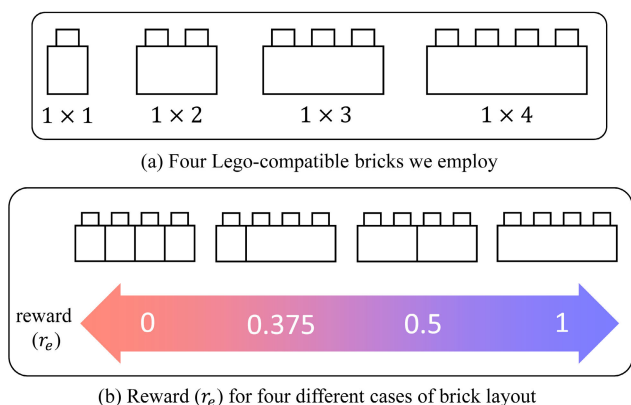 1 × 1
1 × 2
1 × 3
1 × 4
(a) Four Lego-compatible bricks we employ
reward
(rₑ)
0
0.375
0.5
1
(b) Reward (rₑ) for four different cases of brick layout